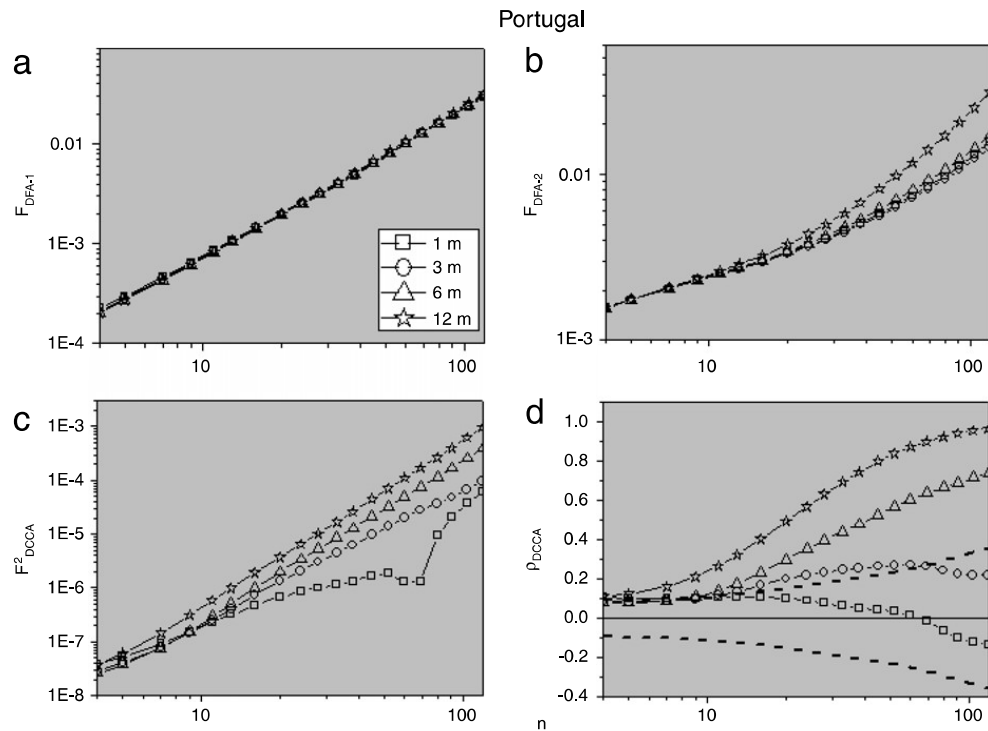 Portugal
a
F_DFA-1
0.01
1E-3
1E-4
10
100
1 m
3 m
6 m
12 m
b
F_DFA-2
0.01
1E-3
10
100
c
F²_DCCA
1E-3
1E-4
1E-5
1E-6
1E-7
1E-8
10
100
d
ρ_DCCA
1.0
0.8
0.6
0.4
0.2
0.0
-0.2
-0.4
n
10
100